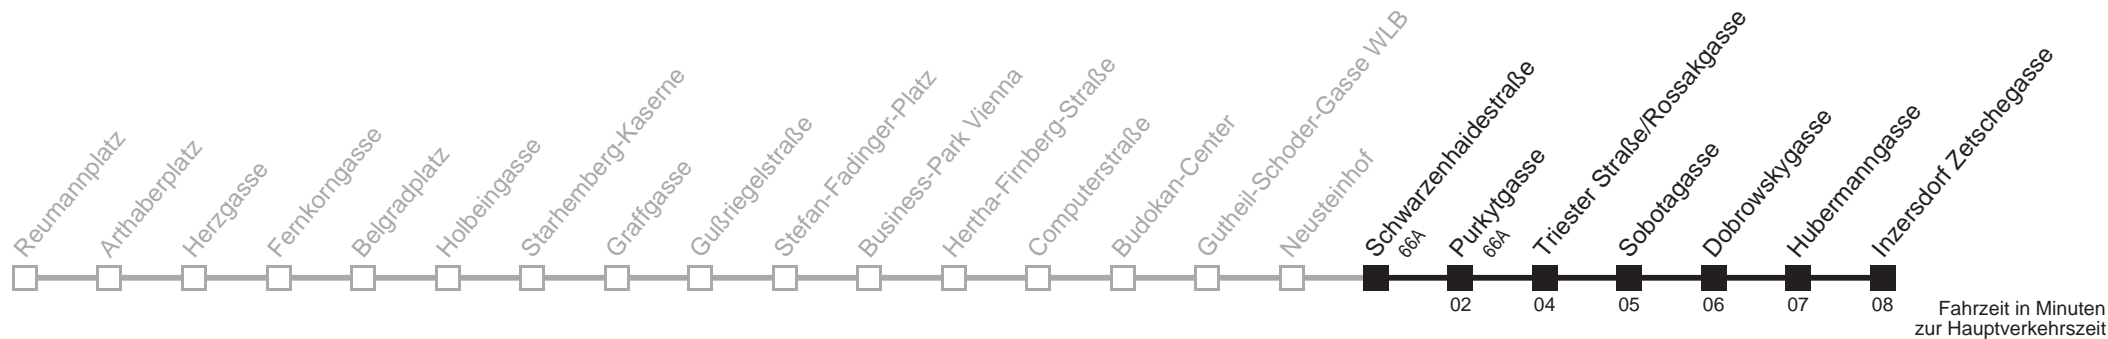 Reumannplatz
Arthaberplatz
Herzgasse
Fernkorngasse
Belgradplatz
Holbeingasse
Starhemberg-Kaserne
Graffgasse
Gußriegelstraße
Stefan-Fadinger-Platz
Business-Park Vienna
Hertha-Firnberg-Straße
Computerstraße
Budokan-Center
Gutheil-Schoder-Gasse WLB
Neusteinhof
Schwarzenhaidestraße
66A
Purkytgasse
66A
Triester Straße/Rossakgasse
Sobotagasse
Dobrowskygasse
Hubermanngasse
Inzersdorf Zetschegasse
02 04 05 06 07 08
Fahrzeit in Minuten
zur Hauptverkehrszeit